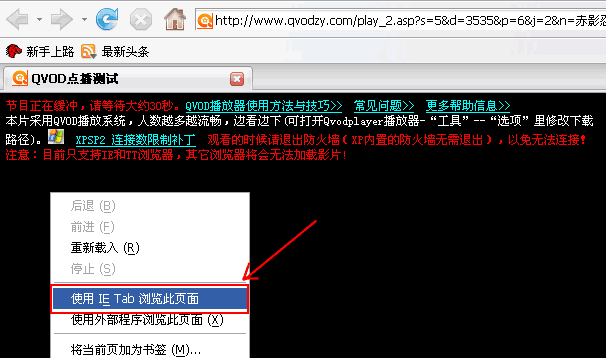 http://www.qvodzy.com/play_2.asp?s=5&d=3535&p=6&j=2&n=赤影忍
新手上路 最新头条
QVOD点播测试
节目正在缓冲，请等待大约30秒。QVOD播放器使用方法与技巧>> 常见问题>> 更多帮助信息>>
本片采用QVOD播放系统，人数越多越流畅，边看边下(可打开Qvodplayer播放器-“工具”--“选项”里修改下载
路径)。 XPSP2 连接数限制补丁 观看的时候请退出防火墙（XP内置的防火墙无需退出），以免无法连接！
注意：目前只支持IE和TT浏览器，其它浏览器将会无法加载影片！
后退 (B)
前进 (F)
重新载入 (R)
停止 (S)
使用 IE Tab 浏览此页面
使用外部程序浏览此页面 (X)
将当前页加为书签 (M)...